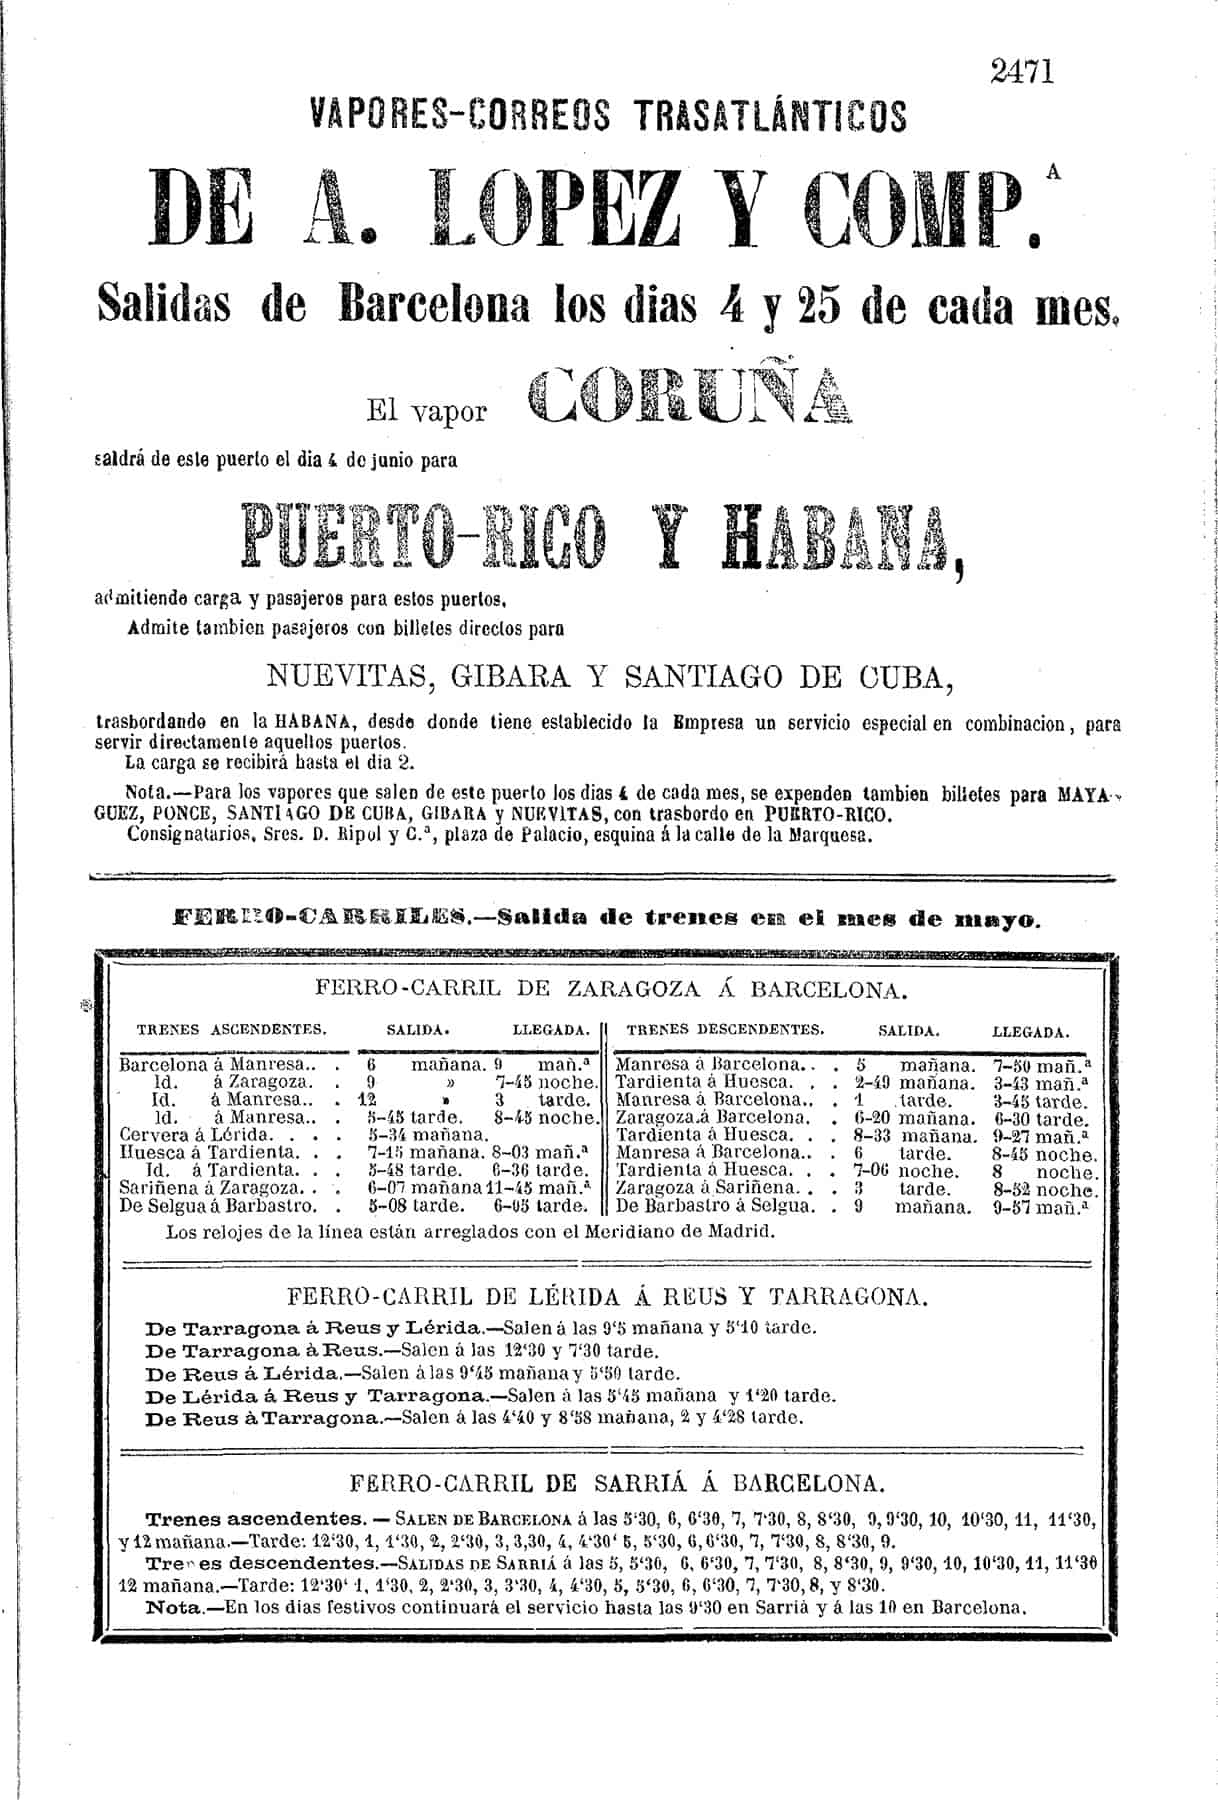 2471
VAPORES-CORREOS TRASATLÁNTICOS
DE A. LOPEZ Y COMP.ᴬ
Salidas de Barcelona los dias 4 y 25 de cada mes.
El vapor CORUÑA
saldrá de este puerto el dia 4 de junio para
PUERTO-RICO Y HABANA,
admitiendo carga y pasajeros para estos puertos.
Admite tambien pasajeros con billetes directos para
NUEVITAS, GIBARA Y SANTIAGO DE CUBA,
trasbordando en la HABANA, desde donde tiene establecido la Empresa un servicio especial en combinacion, para
servir directamente aquellos puertos.
La carga se recibirá hasta el dia 2.
Nota.—Para los vapores que salen de este puerto los dias 4 de cada mes, se expenden tambien billetes para MAYA-
GUEZ, PONCE, SANTIAGO DE CUBA, GIBARA y NUEVITAS, con trasbordo en PUERTO-RICO.
Consignatarios, Sres. D. Ripol y C.ª, plaza de Palacio, esquina á la calle de la Marquesa.
FERRO-CARRILES.—Salida de trenes en el mes de mayo.
FERRO-CARRIL DE ZARAGOZA Á BARCELONA.
TRENES ASCENDENTES. SALIDA. LLEGADA. TRENES DESCENDENTES. SALIDA. LLEGADA.
Barcelona á Manresa.. . 6 mañana. 9 mañ.ª Manresa á Barcelona.. . 5 mañana. 7-50 mañ.ª
Id. á Zaragoza. . 9 » 7-45 noche. Tardienta á Huesca. . . 2-49 mañana. 3-43 mañ.ª
Id. á Manresa.. . 12 » 3 tarde. Manresa á Barcelona.. . 1 tarde. 3-45 tarde.
Id. á Manresa.. . 5-45 tarde. 8-45 noche. Zaragoza á Barcelona. . 6-20 mañana. 6-30 tarde.
Cervera á Lérida. . . . 5-34 mañana. Tardienta á Huesca. . . 8-33 mañana. 9-27 mañ.ª
Huesca á Tardienta. . . 7-15 mañana. 8-03 mañ.ª Manresa á Barcelona.. . 6 tarde. 8-45 noche.
Id. á Tardienta. . . 5-48 tarde. 6-36 tarde. Tardienta á Huesca. . . 7-06 noche. 8 noche.
Sariñena á Zaragoza. . . 6-07 mañana 11-45 mañ.ª Zaragoza á Sariñena. . . 3 tarde. 8-52 noche.
De Selgua á Barbastro. . 5-08 tarde. 6-05 tarde. De Barbastro á Selgua. . 9 mañana. 9-57 mañ.ª
Los relojes de la línea están arreglados con el Meridiano de Madrid.
FERRO-CARRIL DE LÉRIDA Á REUS Y TARRAGONA.
De Tarragona á Reus y Lérida.—Salen á las 9‘5 mañana y 5‘10 tarde.
De Tarragona à Reus.—Salen á las 12‘30 y 7‘30 tarde.
De Reus á Lérida.—Salen á las 9‘45 mañana y 5‘50 tarde.
De Lérida á Reus y Tarragona.—Salen á las 5‘45 mañana y 1‘20 tarde.
De Reus à Tarragona.—Salen á las 4‘40 y 8‘58 mañana, 2 y 4‘28 tarde.
FERRO-CARRIL DE SARRIÁ Á BARCELONA.
Trenes ascendentes. — SALEN DE BARCELONA á las 5‘30, 6, 6‘30, 7, 7‘30, 8, 8‘30, 9, 9‘30, 10, 10‘30, 11, 11‘30,
y 12 mañana.—Tarde: 12‘30, 1, 1‘30, 2, 2‘30, 3, 3,30, 4, 4‘30‘ 5, 5‘30, 6, 6‘30, 7, 7‘30, 8, 8‘30, 9.
Trenes descendentes.—SALIDAS DE SARRIÁ á las 5, 5‘30, 6, 6‘30, 7, 7‘30, 8, 8‘30, 9, 9‘30, 10, 10‘30, 11, 11‘30
12 mañana.—Tarde: 12‘30‘ 1, 1‘30, 2, 2‘30, 3, 3‘30, 4, 4‘30, 5, 5‘30, 6, 6‘30, 7, 7‘30, 8, y 8‘30.
Nota.—En los dias festivos continuará el servicio hasta las 9‘30 en Sarriá y á las 10 en Barcelona.